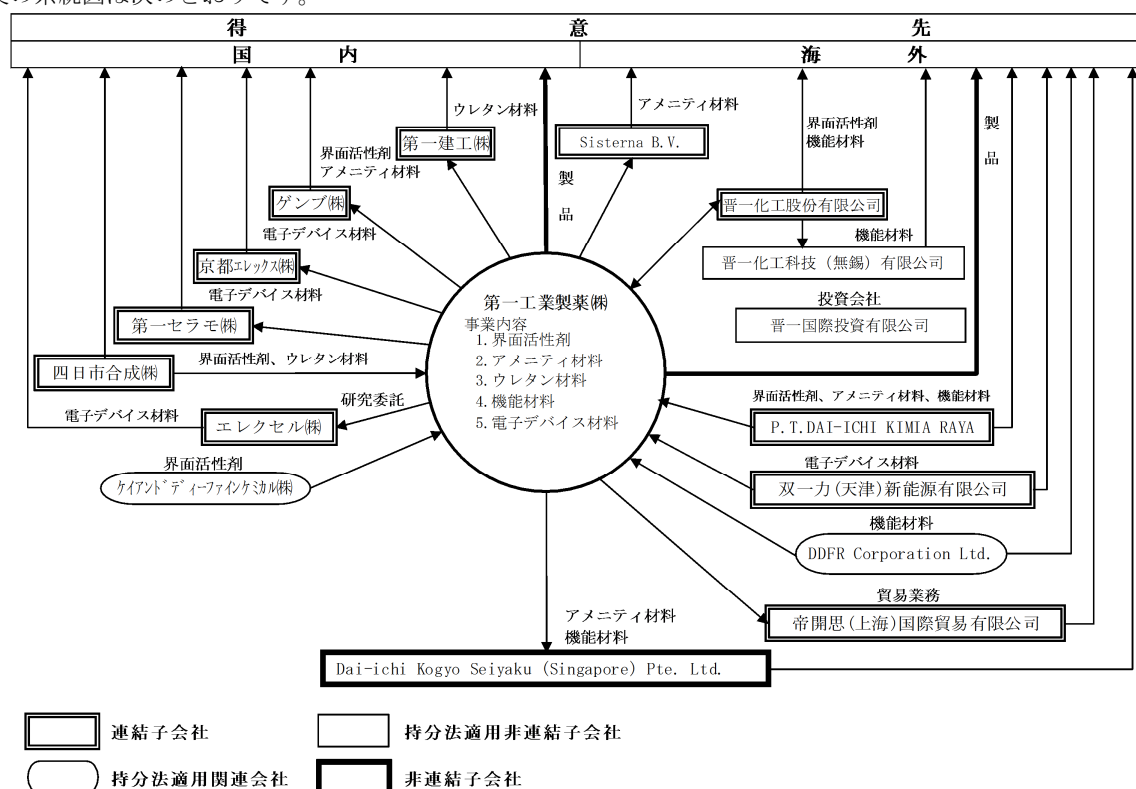 系統図は次のとおりです。
得意先
国内
海外
ウレタン材料
アメニティ材料
第一建工㈱
Sisterna B.V.
界面活性剤
機能材料
製品
界面活性剤
アメニティ材料
製品
ゲンブ㈱
晋一化工股份有限公司
電子デバイス材料
機能材料
京都エレックス㈱
晋一化工科技（無錫）有限公司
電子デバイス材料
第一工業製薬㈱
投資会社
事業内容
第一セラモ㈱
1.界面活性剤
晋一国際投資有限公司
2.アメニティ材料
界面活性剤、ウレタン材料
3.ウレタン材料
四日市合成㈱
4.機能材料
界面活性剤、アメニティ材料、機能材料
研究委託
5.電子デバイス材料
電子デバイス材料
エレクセル㈱
P.T.DAI-ICHI KIMIA RAYA
界面活性剤
電子デバイス材料
ケイアンドディーファインケミカル㈱
双一力(天津)新能源有限公司
機能材料
DDFR Corporation Ltd.
貿易業務
アメニティ材料
機能材料
帝開思(上海)国際貿易有限公司
Dai-ichi Kogyo Seiyaku (Singapore) Pte. Ltd.
連結子会社
持分法適用非連結子会社
持分法適用関連会社
非連結子会社